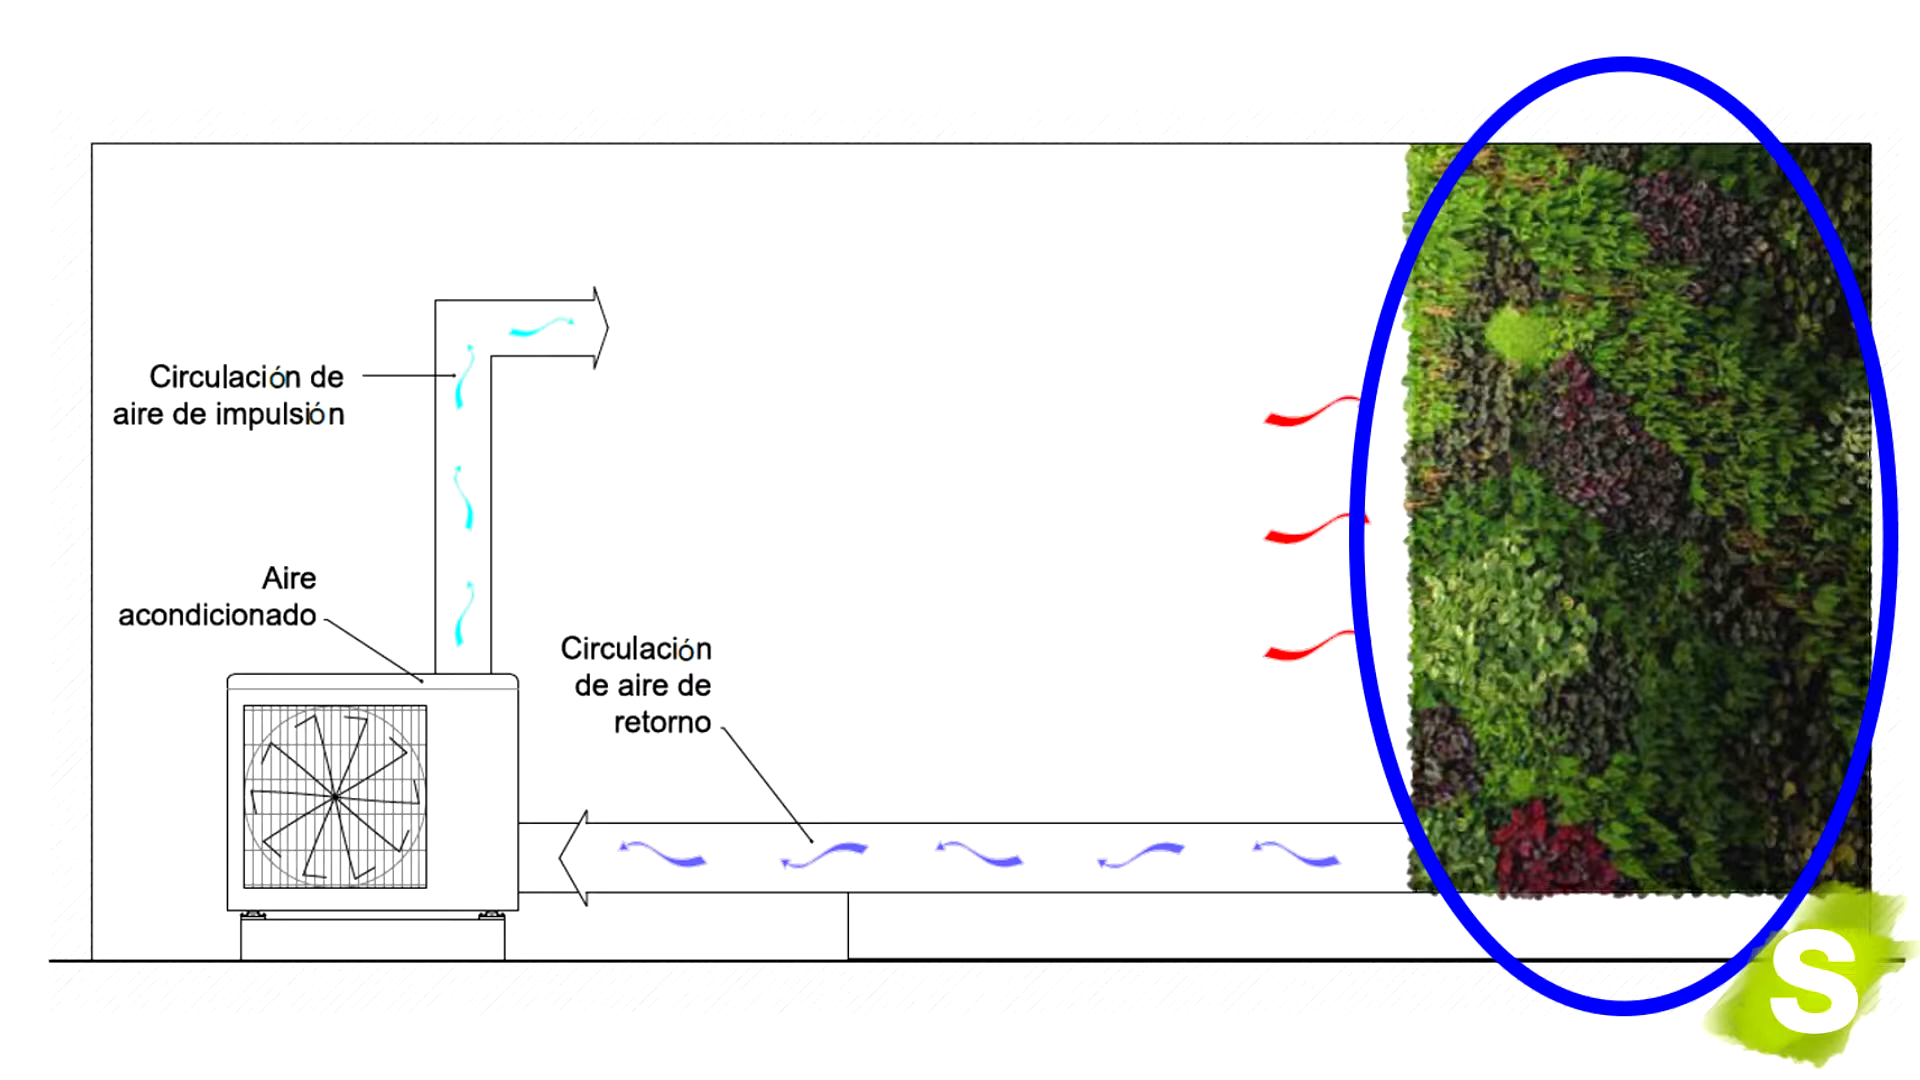 Circulación de
aire de impulsión
Aire
acondicionado
Circulación
de aire de
retorno
S